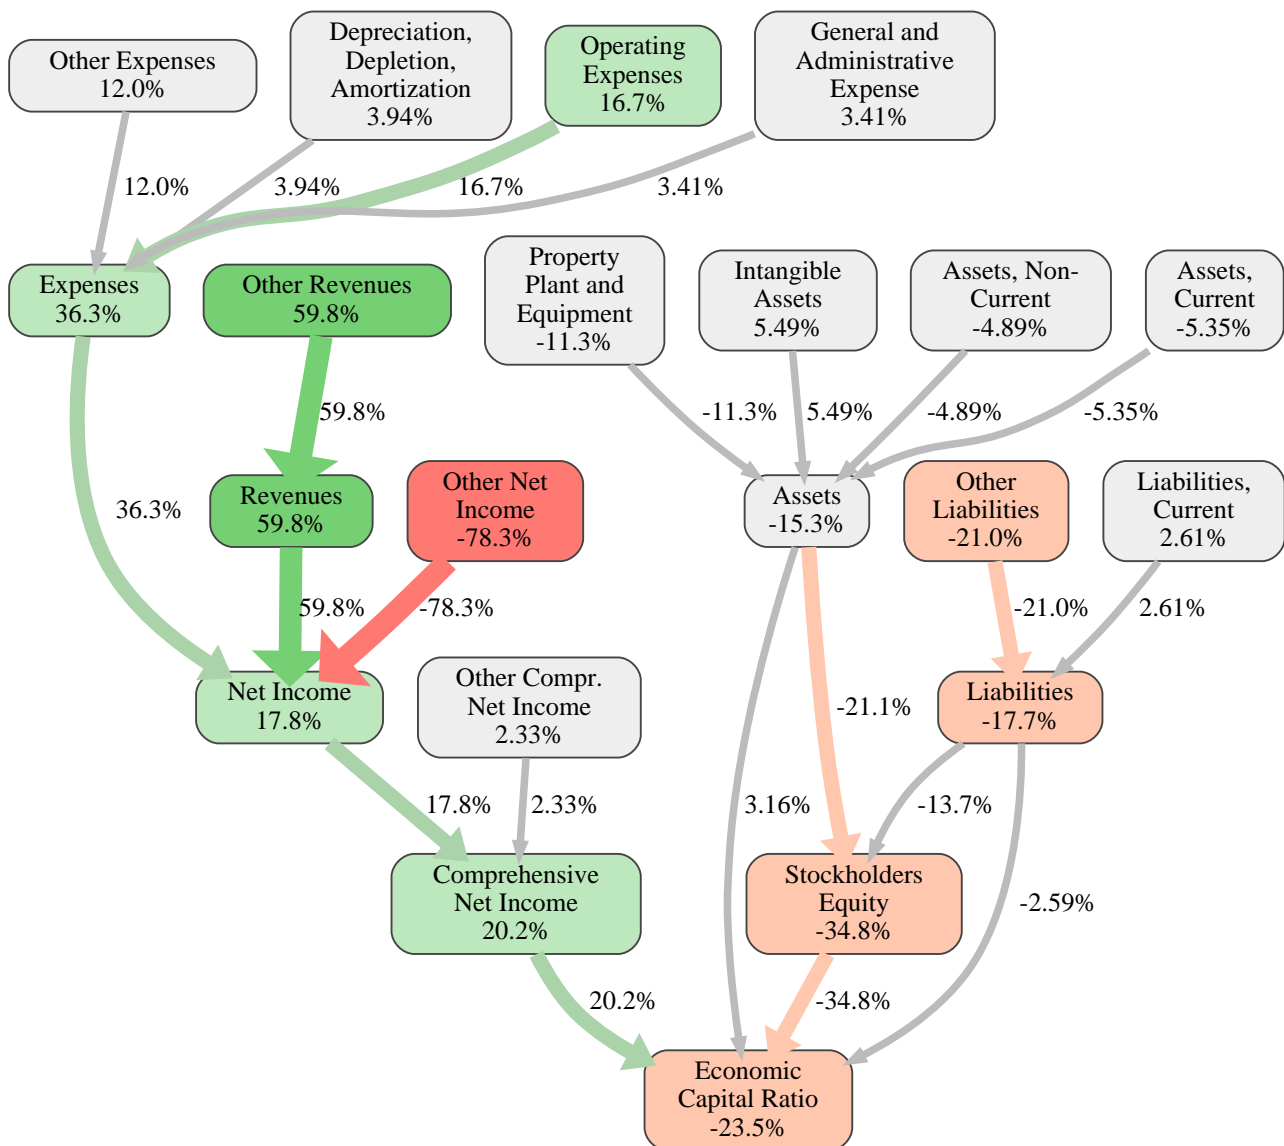 Other Expenses
12.0%
Depreciation,
Depletion,
Amortization
3.94%
Operating
Expenses
16.7%
General and
Administrative
Expense
3.41%
12.0%
3.94%
16.7%
3.41%
Expenses
36.3%
Other Revenues
59.8%
Property
Plant and
Equipment
-11.3%
Intangible
Assets
5.49%
Assets, Non-
Current
-4.89%
Assets,
Current
-5.35%
59.8%
-11.3%
5.49%
-4.89%
-5.35%
36.3%
Revenues
59.8%
Other Net
Income
-78.3%
Assets
-15.3%
Other
Liabilities
-21.0%
Liabilities,
Current
2.61%
59.8%
-78.3%
-21.0%
2.61%
Net Income
17.8%
Other Compr.
Net Income
2.33%
-21.1%
Liabilities
-17.7%
17.8%
2.33%
3.16%
-13.7%
Comprehensive
Net Income
20.2%
Stockholders
Equity
-34.8%
-2.59%
20.2%
-34.8%
Economic
Capital Ratio
-23.5%